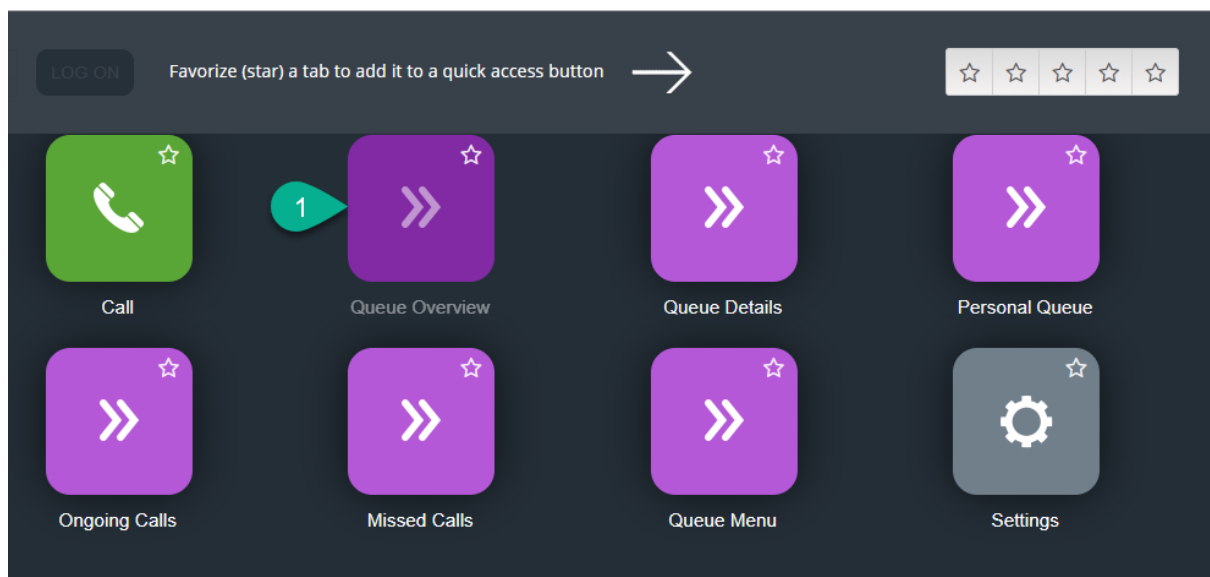 LOG ON
Favorize (star) a tab to add it to a quick access button
1
Call
Queue Overview
Queue Details
Personal Queue
Ongoing Calls
Missed Calls
Queue Menu
Settings